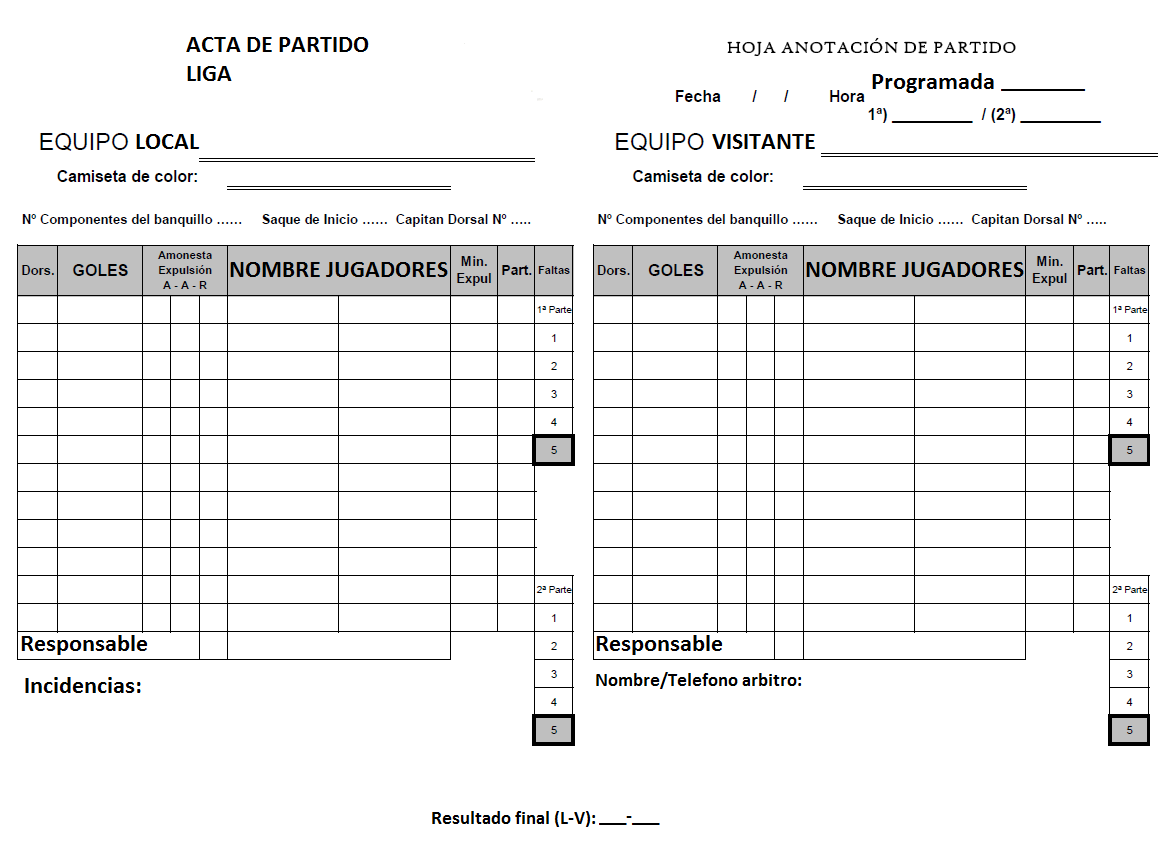 ACTA DE PARTIDO
LIGA
HOJA ANOTACIÓN DE PARTIDO
Fecha / / Hora Programada ________
1ª) __________ / (2ª) __________
EQUIPO LOCAL
Camiseta de color:
Nº Componentes del banquillo …… Saque de Inicio …… Capitan Dorsal Nº …..
Dors. GOLES Amonesta Expulsión A - A - R NOMBRE JUGADORES Min. Expul Part. Faltas
1ª Parte
1
2
3
4
5
2ª Parte
1
Responsable 2
3
Incidencias:
4
5
EQUIPO VISITANTE
Camiseta de color:
Nº Componentes del banquillo …… Saque de Inicio …… Capitan Dorsal Nº …..
Dors. GOLES Amonesta Expulsión A - A - R NOMBRE JUGADORES Min. Expul Part. Faltas
1ª Parte
1
2
3
4
5
2ª Parte
1
Responsable 2
3
Nombre/Telefono arbitro:
4
5
Resultado final (L-V): ___-___